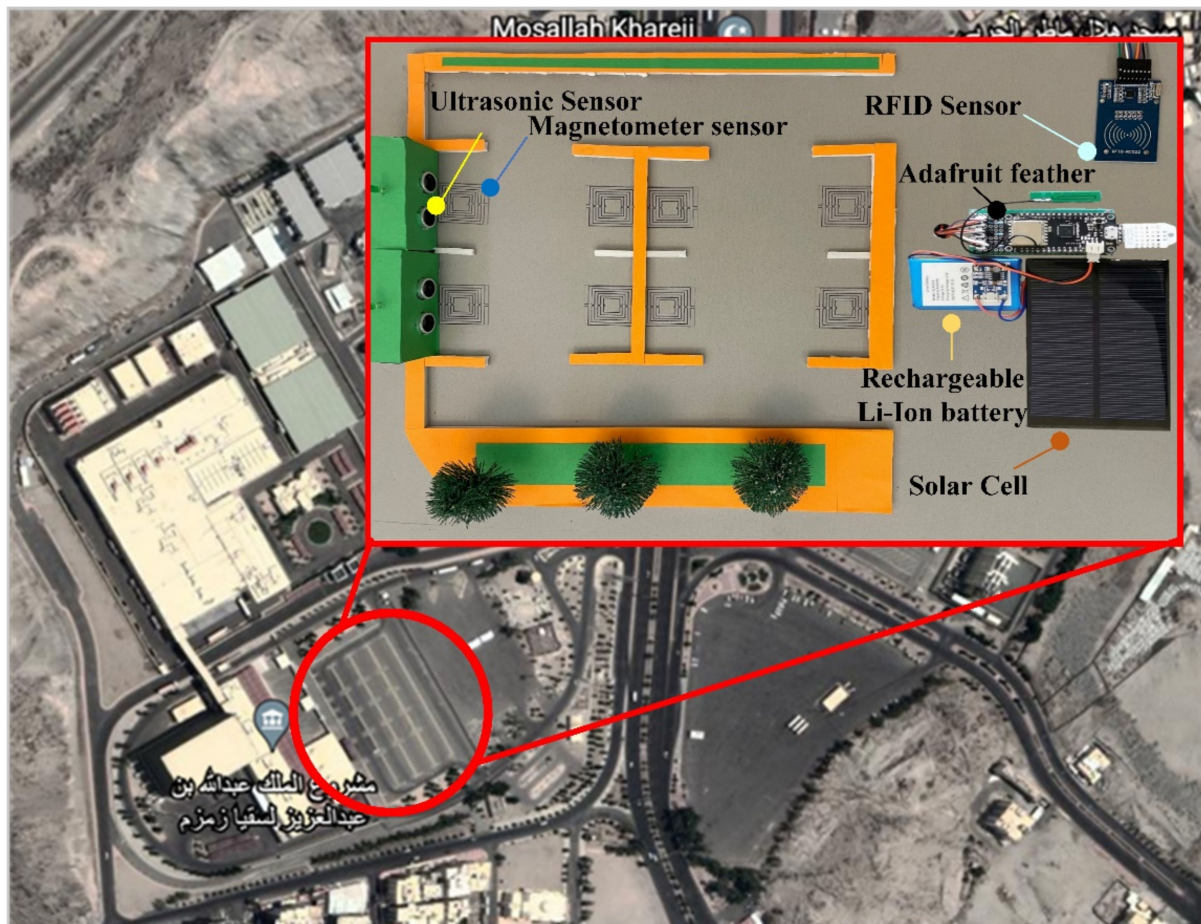 Mosallah Khareji
Ultrasonic Sensor
Magnetometer sensor
RFID Sensor
Adafruit feather
Rechargeable
Li-Ion battery
Solar Cell
مشروع الملك عبدالله بن
عبدالعزيز لسقيا زمزم